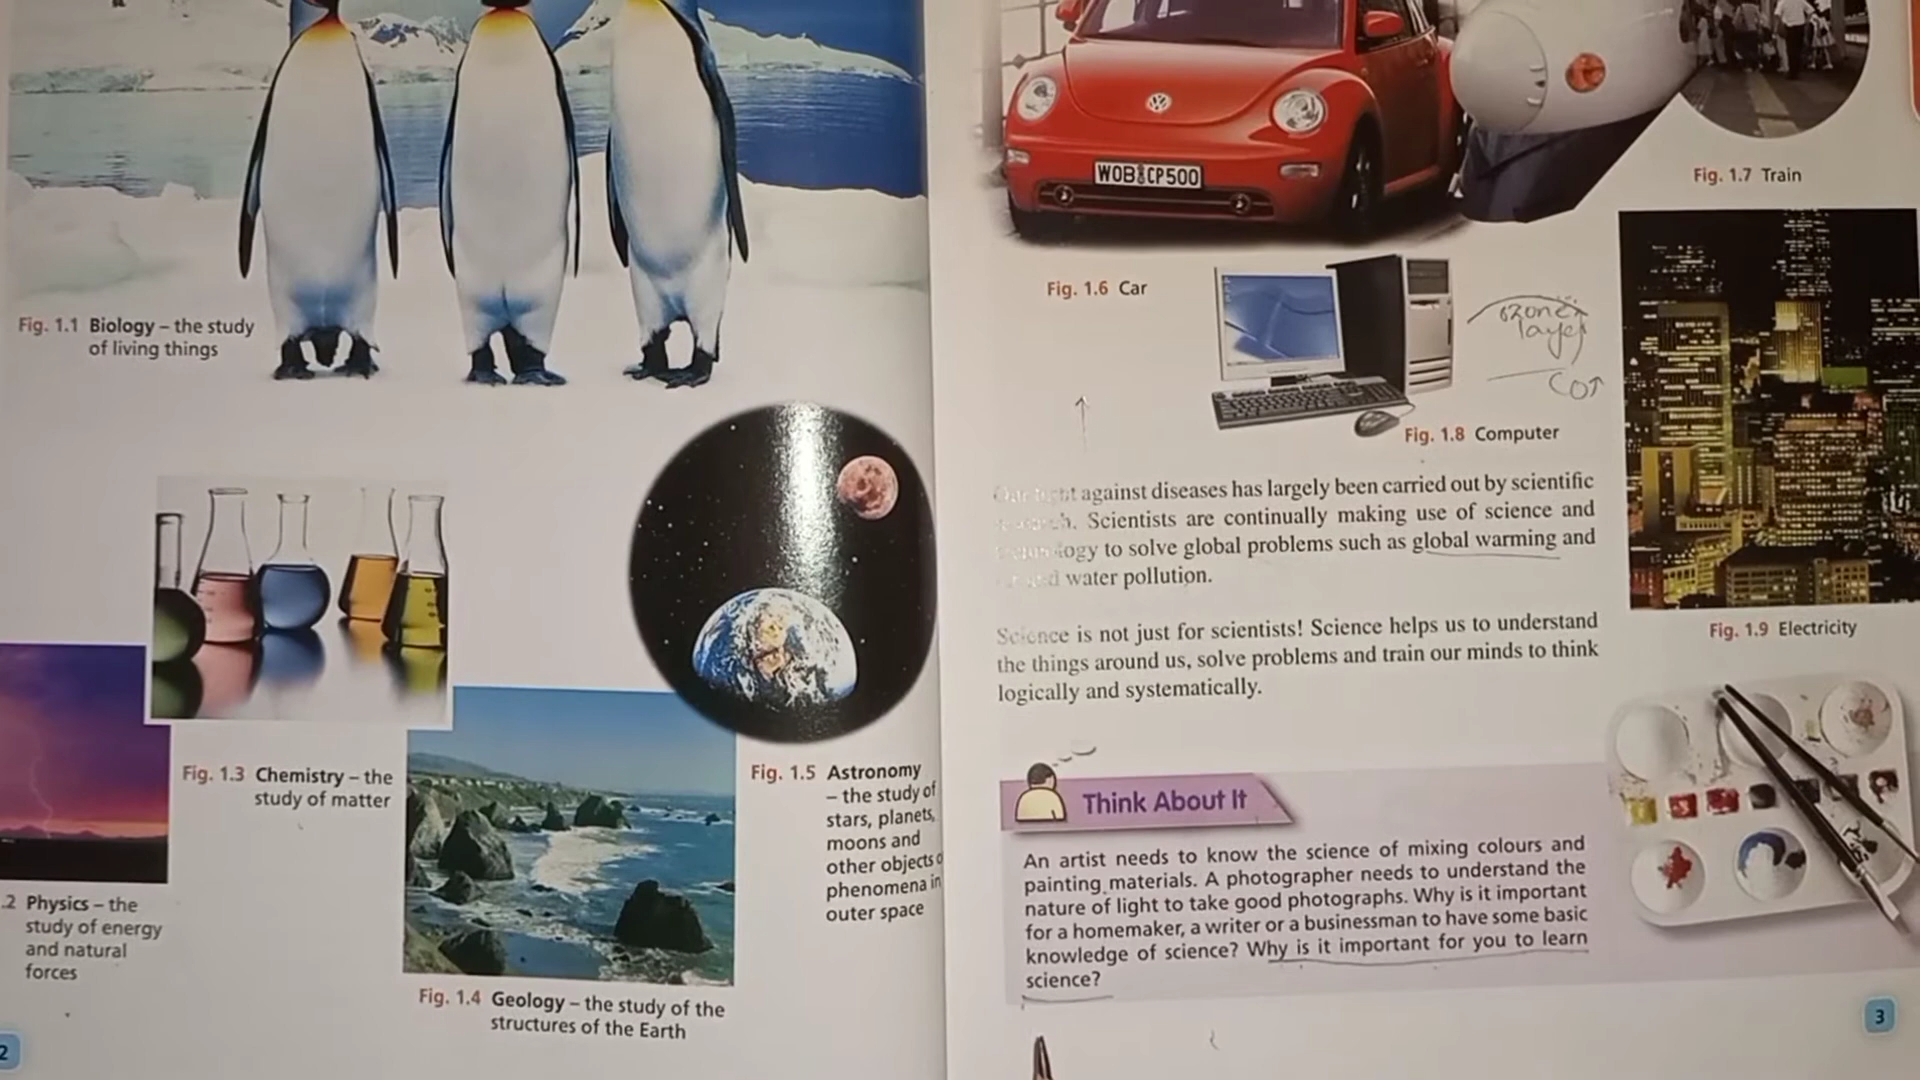 Fig. 1.1 Biology – the study
of living things
Fig. 1.3 Chemistry – the
study of matter
.2 Physics – the
study of energy
and natural
forces
Fig. 1.4 Geology – the study of the
structures of the Earth
Fig. 1.5 Astronomy
– the study of
stars, planets,
moons and
other objects
phenomena in
outer space
2
WOB CP 500
Fig. 1.6 Car
Fig. 1.7 Train
ozone
layer
CO
Fig. 1.8 Computer
Fig. 1.9 Electricity
against diseases has largely been carried out by scientific
Scientists are continually making use of science and
to solve global problems such as global warming and
water pollution.
Science is not just for scientists! Science helps us to understand
the things around us, solve problems and train our minds to think
logically and systematically.
Think About It
An artist needs to know the science of mixing colours and
painting materials. A photographer needs to understand the
nature of light to take good photographs. Why is it important
for a homemaker, a writer or a businessman to have some basic
knowledge of science? Why is it important for you to learn
science?
3